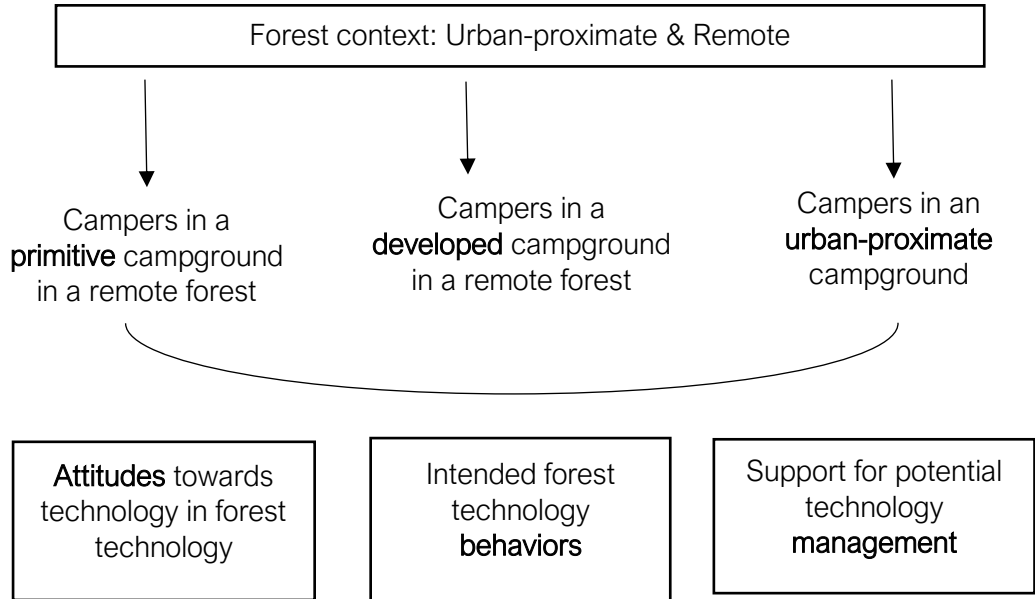 Forest context: Urban-proximate & Remote
Campers in a
primitive campground
in a remote forest
Campers in a
developed campground
in a remote forest
Campers in an
urban-proximate
campground
Attitudes towards
technology in forest
technology
Intended forest
technology
behaviors
Support for potential
technology
management